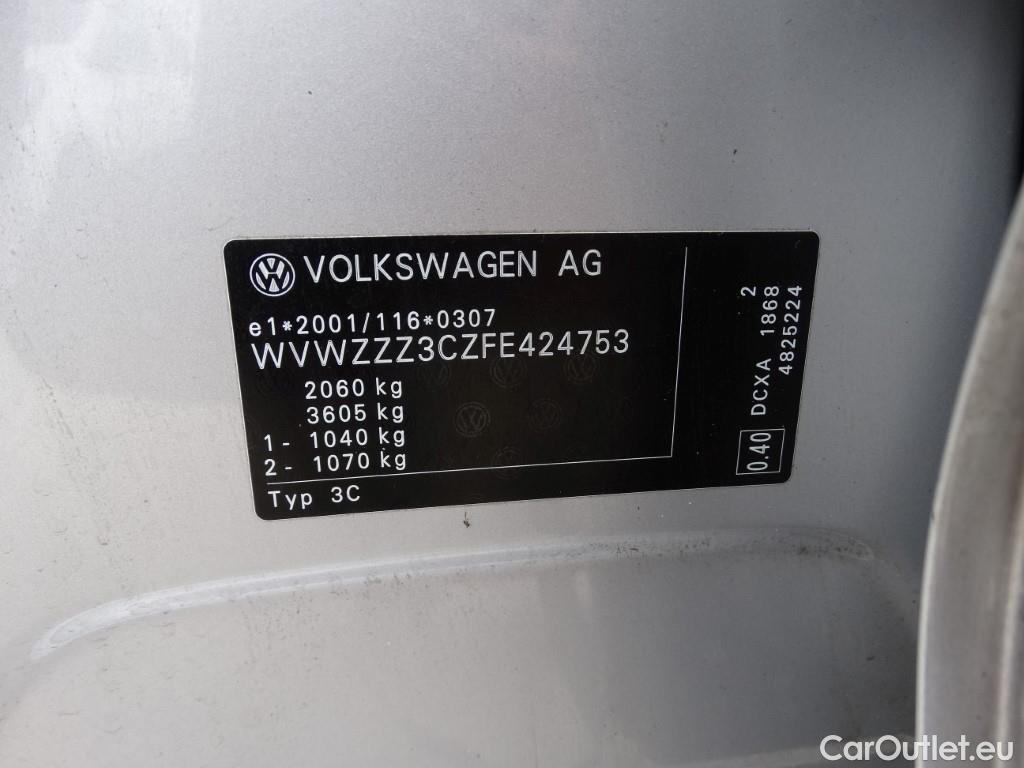 VOLKSWAGEN AG
e1*2001/116*0307
WVWZZZ3CZFE424753
2060 kg
3605 kg
1- 1040 kg
2- 1070 kg
Typ 3C
0.40 DCXA 1868 2
4825224
CarOutlet.eu